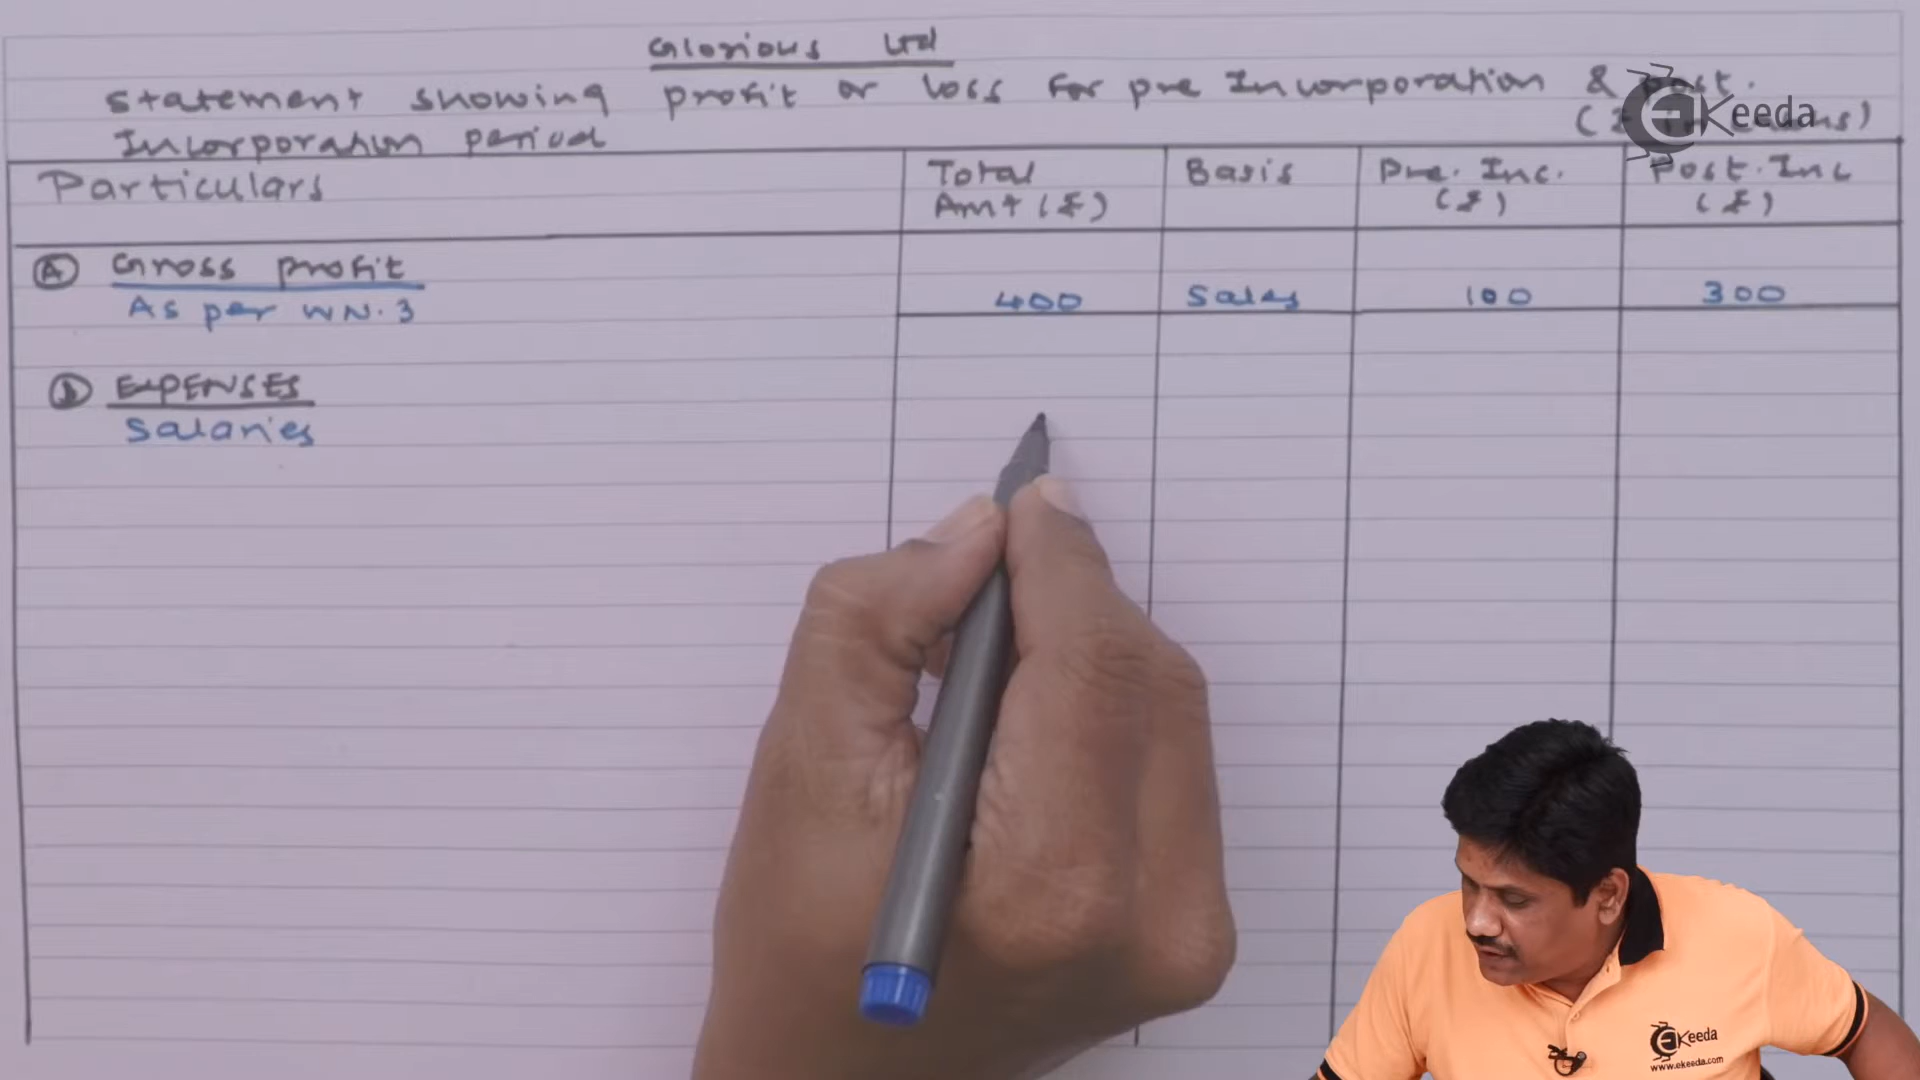 Glorious Ltd
Statement showing profit or loss for pre Incorporation & post.
Incorporation period
EKeeda
Particulars
Total Amt (₹)
Basis
Pre. Inc. (₹)
Post. Inc (₹)
A Gross profit
As per WN. 3
400
Sales
100
300
B EXPENSES
Salaries
EKeeda
www.ekeeda.com